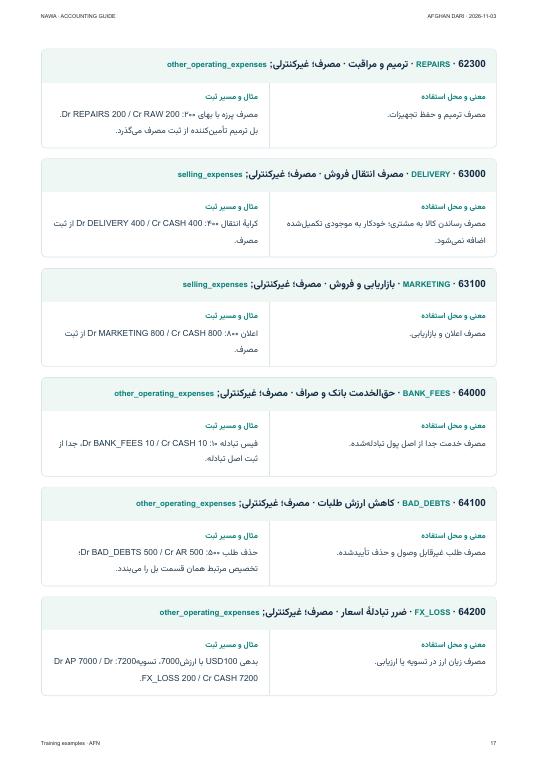 NAWA · ACCOUNTING GUIDE
AFGHAN DARI · 2026-11-03
62300 · REPAIRS · ترمیم و مراقبت · مصرف؛ غیرکنترلی; other_operating_expenses
معنی و محل استفاده
مصرف ترمیم و حفظ تجهیزات.
مثال و مسیر ثبت
مصرف پرزه با بهای ۲۰۰: Dr REPAIRS 200 / Cr RAW 200.
بل ترمیم تأمین‌کننده از ثبت مصرف می‌گذرد.
63000 · DELIVERY · مصرف انتقال فروش · مصرف؛ غیرکنترلی; selling_expenses
معنی و محل استفاده
مصرف رساندن کالا به مشتری؛ خودکار به موجودی تکمیل‌شده
اضافه نمی‌شود.
مثال و مسیر ثبت
کرایهٔ انتقال ۴۰۰: Dr DELIVERY 400 / Cr CASH 400 از ثبت
مصرف.
63100 · MARKETING · بازاریابی و فروش · مصرف؛ غیرکنترلی; selling_expenses
معنی و محل استفاده
مصرف اعلان و بازاریابی.
مثال و مسیر ثبت
اعلان ۸۰۰: Dr MARKETING 800 / Cr CASH 800 از ثبت
مصرف.
64000 · BANK_FEES · حق‌الخدمت بانک و صراف · مصرف؛ غیرکنترلی; other_operating_expenses
معنی و محل استفاده
مصرف خدمت جدا از اصل پول تبادله‌شده.
مثال و مسیر ثبت
فیس تبادله ۱۰: Dr BANK_FEES 10 / Cr CASH 10، جدا از
ثبت اصل تبادله.
64100 · BAD_DEBTS · کاهش ارزش طلبات · مصرف؛ غیرکنترلی; other_operating_expenses
معنی و محل استفاده
مصرف طلب غیرقابل وصول و حذف تأییدشده.
مثال و مسیر ثبت
حذف طلب ۵۰۰: Dr BAD_DEBTS 500 / Cr AR 500؛
تخصیص مرتبط همان قسمت بل را می‌بندد.
64200 · FX_LOSS · ضرر تبادلهٔ اسعار · مصرف؛ غیرکنترلی; other_operating_expenses
معنی و محل استفاده
مصرف زیان ارز در تسویه یا ارزیابی.
مثال و مسیر ثبت
بدهی USD100 با ارزش7000، تسویه7200: Dr AP 7000 / Dr
FX_LOSS 200 / Cr CASH 7200.
Training examples · AFN
17